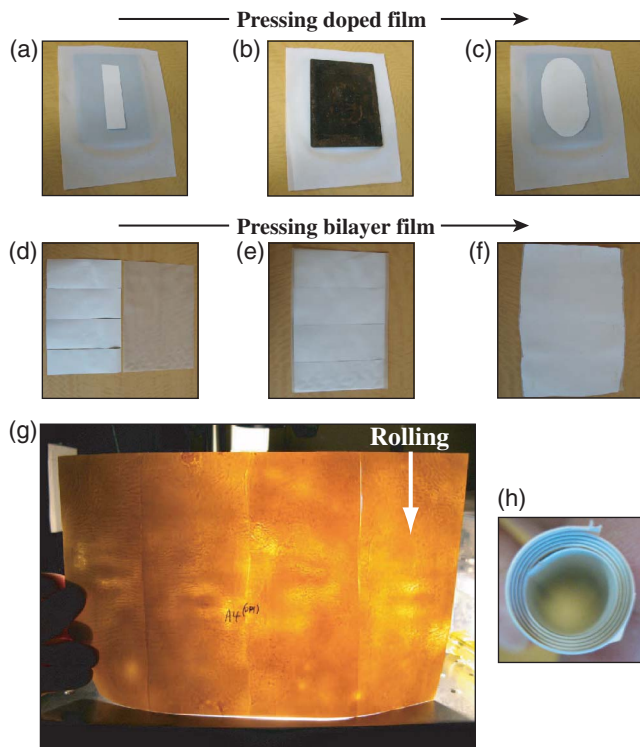 Pressing doped film
(a)
(b)
(c)
Pressing bilayer film
(d)
(e)
(f)
(g)
Rolling
(h)